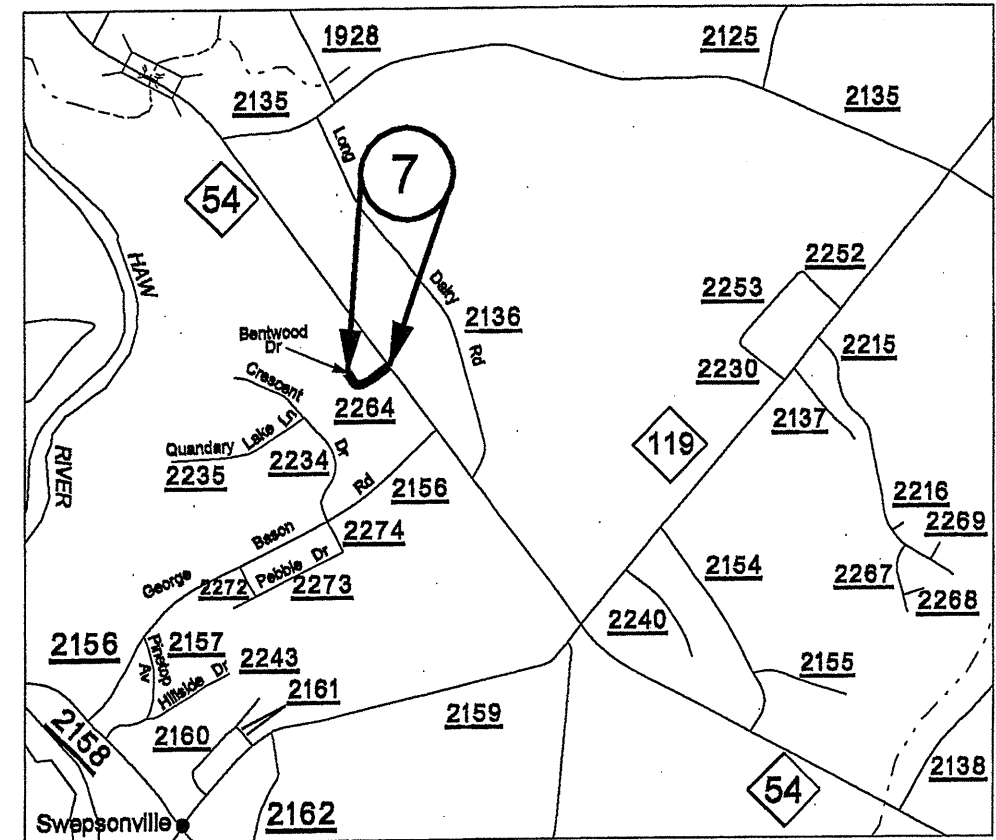 1928
2125
2135
2135
Long
7
54
HAW
2252
2253
Dairy
2136
Bentwood
Dr
Rd
2215
2230
Crescent
2264
2137
119
Quandary Lake Ln
Dr
2235
2234
RIVER
Rd
2156
2216
2269
Bason
2274
2154
2267
George
2272
Pebble Dr
2273
2268
2240
2156
Pinetop
Av
2157
2243
Hillside Dr
2155
2161
2159
2158
2160
54
2138
Swepsonville
2162